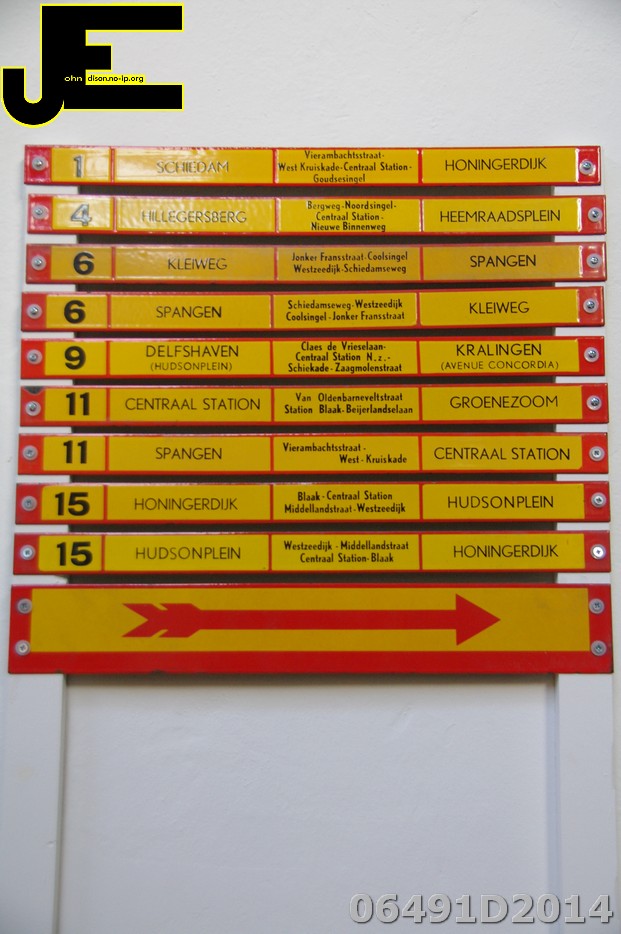 JE
ohn dison.no-ip.org
1 SCHIEDAM Vierambachtsstraat-
West Kruiskade-Centraal Station-
Goudsesingel HONINGERDIJK
4 HILLEGERSBERG Bergweg-Noordsingel-
Centraal Station-
Nieuwe Binnenweg HEEMRAADSPLEIN
6 KLEIWEG Jonker Fransstraat-Coolsingel
Westzeedijk-Schiedamseweg SPANGEN
6 SPANGEN Schiedamseweg-Westzeedijk
Coolsingel-Jonker Fransstraat KLEIWEG
9 DELFSHAVEN
(HUDSONPLEIN) Claes de Vrieselaan-
Centraal Station N.z.-
Schiekade-Zaagmolenstraat KRALINGEN
(AVENUE CONCORDIA)
11 CENTRAAL STATION Van Oldenbarneveltstraat
Station Blaak-Beijerlandselaan GROENEZOOM
11 SPANGEN Vierambachtsstraat-
West-Kruiskade CENTRAAL STATION
15 HONINGERDIJK Blaak-Centraal Station
Middellandstraat-Westzeedijk HUDSONPLEIN
15 HUDSONPLEIN Westzeedijk-Middellandstraat
Centraal Station-Blaak HONINGERDIJK
06491D2014